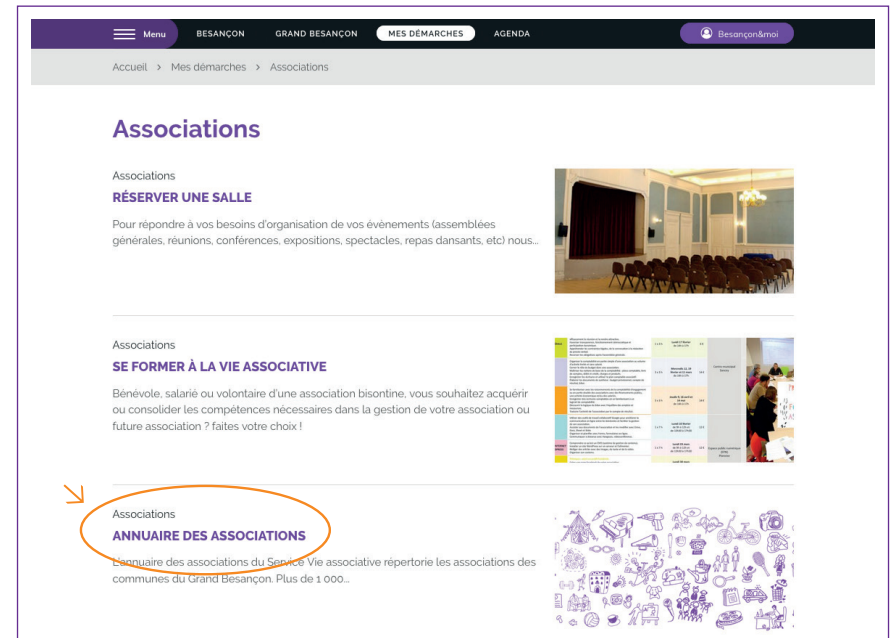 Menu BESANÇON GRAND BESANÇON MES DÉMARCHES AGENDA Besançon&moi
Accueil > Mes démarches > Associations
Associations
Associations
RÉSERVER UNE SALLE
Pour répondre à vos besoins d'organisation de vos évènements (assemblées
générales, réunions, conférences, expositions, spectacles, repas dansants, etc) nous...
Associations
SE FORMER À LA VIE ASSOCIATIVE
Bénévole, salarié ou volontaire d'une association bisontine, vous souhaitez acquérir
ou consolider les compétences nécessaires dans la gestion de votre association ou
future association ? faites votre choix !
Associations
ANNUAIRE DES ASSOCIATIONS
L'annuaire des associations du Service Vie associative répertorie les associations des
communes du Grand Besançon. Plus de 1 000...